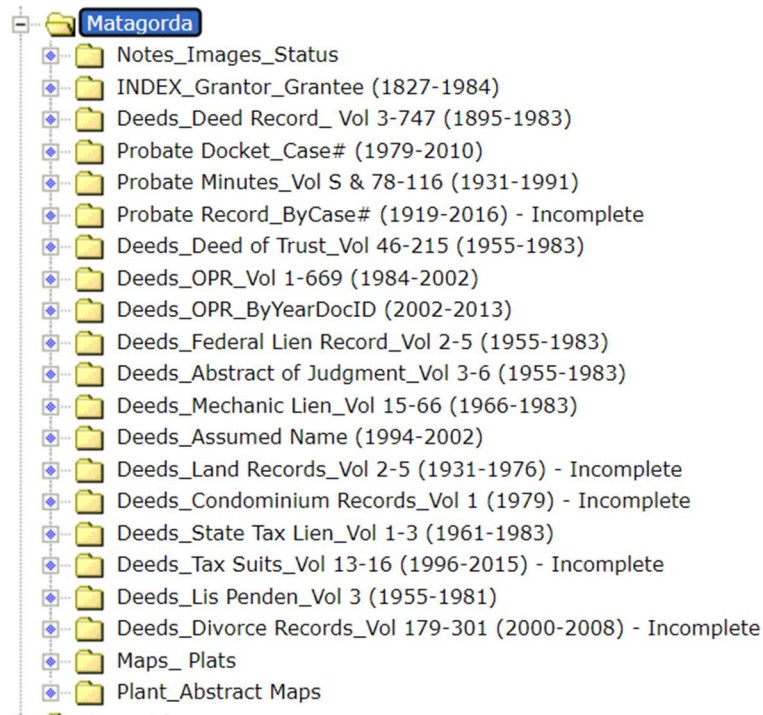 Matagorda
Notes_Images_Status
INDEX_Grantor_Grantee (1827-1984)
Deeds_Deed Record_ Vol 3-747 (1895-1983)
Probate Docket_Case# (1979-2010)
Probate Minutes_Vol S & 78-116 (1931-1991)
Probate Record_ByCase# (1919-2016) - Incomplete
Deeds_Deed of Trust_Vol 46-215 (1955-1983)
Deeds_OPR_Vol 1-669 (1984-2002)
Deeds_OPR_ByYearDocID (2002-2013)
Deeds_Federal Lien Record_Vol 2-5 (1955-1983)
Deeds_Abstract of Judgment_Vol 3-6 (1955-1983)
Deeds_Mechanic Lien_Vol 15-66 (1966-1983)
Deeds_Assumed Name (1994-2002)
Deeds_Land Records_Vol 2-5 (1931-1976) - Incomplete
Deeds_Condominium Records_Vol 1 (1979) - Incomplete
Deeds_State Tax Lien_Vol 1-3 (1961-1983)
Deeds_Tax Suits_Vol 13-16 (1996-2015) - Incomplete
Deeds_Lis Penden_Vol 3 (1955-1981)
Deeds_Divorce Records_Vol 179-301 (2000-2008) - Incomplete
Maps_ Plats
Plant_Abstract Maps